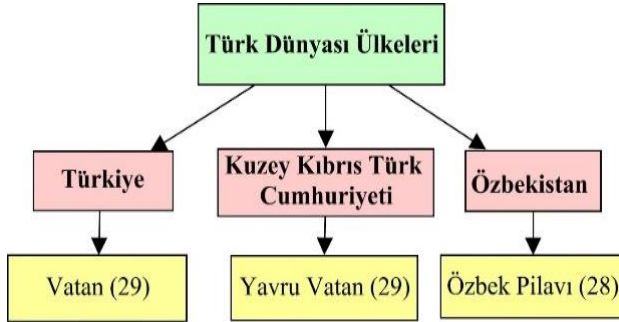 Türk Dünyası Ülkeleri
Türkiye
Kuzey Kıbrıs Türk
Cumhuriyeti
Özbekistan
Vatan (29)
Yavru Vatan (29)
Özbek Pilavı (28)